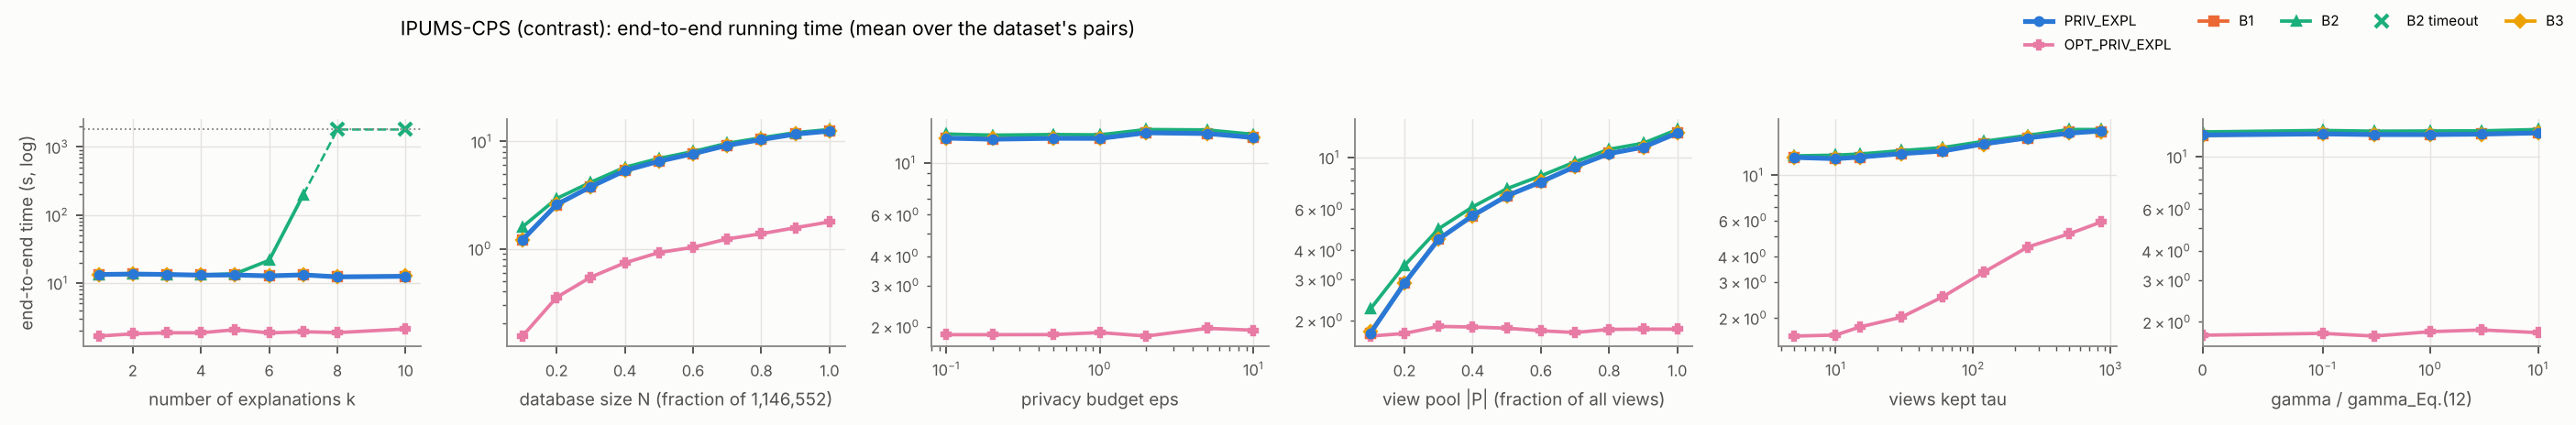 IPUMS-CPS (contrast): end-to-end running time (mean over the dataset's pairs)
PRIV_EXPL B1 B2 B2 timeout B3
OPT_PRIV_EXPL
end-to-end time (s, log)
10³
10²
10¹
2 4 6 8 10
number of explanations k
10¹
10⁰
0.2 0.4 0.6 0.8 1.0
database size N (fraction of 1,146,552)
10¹
6 × 10⁰
4 × 10⁰
3 × 10⁰
2 × 10⁰
10⁻¹ 10⁰ 10¹
privacy budget eps
10¹
6 × 10⁰
4 × 10⁰
3 × 10⁰
2 × 10⁰
0.2 0.4 0.6 0.8 1.0
view pool |P| (fraction of all views)
10¹
6 × 10⁰
4 × 10⁰
3 × 10⁰
2 × 10⁰
10¹ 10² 10³
views kept tau
10¹
6 × 10⁰
4 × 10⁰
3 × 10⁰
2 × 10⁰
0 10⁻¹ 10⁰ 10¹
gamma / gamma_Eq.(12)